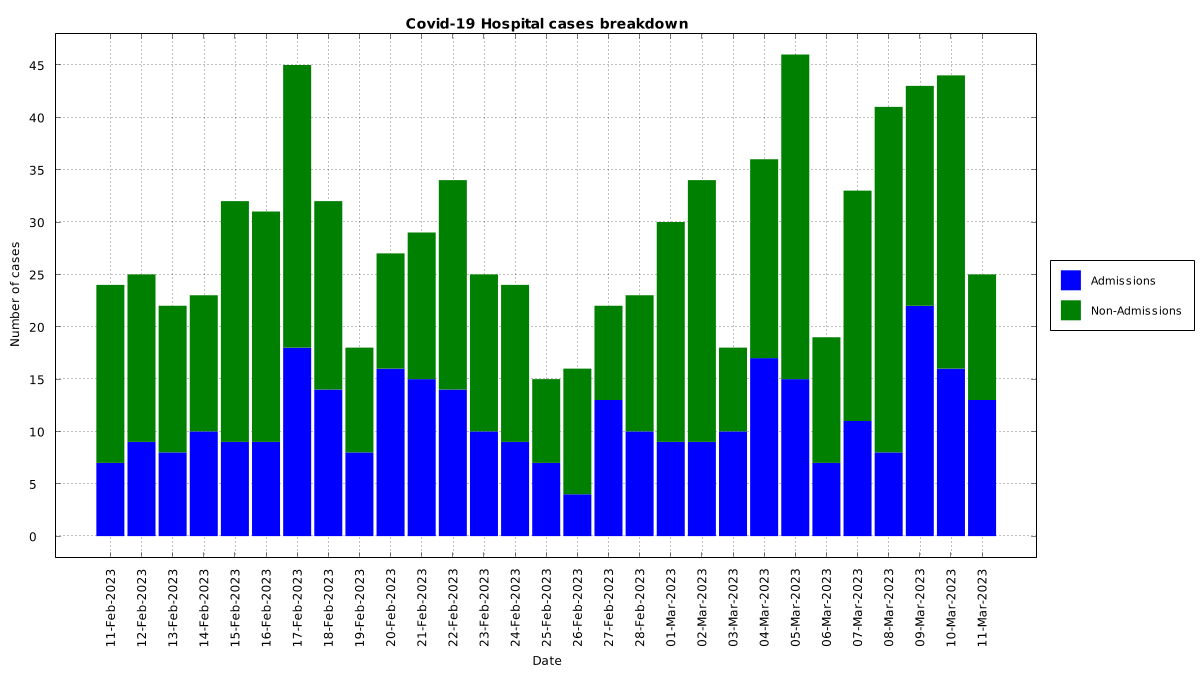 Covid-19 Hospital cases breakdown
Number of cases
45
40
35
30
25
20
15
10
5
0
11-Feb-2023
12-Feb-2023
13-Feb-2023
14-Feb-2023
15-Feb-2023
16-Feb-2023
17-Feb-2023
18-Feb-2023
19-Feb-2023
20-Feb-2023
21-Feb-2023
22-Feb-2023
23-Feb-2023
24-Feb-2023
25-Feb-2023
26-Feb-2023
27-Feb-2023
28-Feb-2023
01-Mar-2023
02-Mar-2023
03-Mar-2023
04-Mar-2023
05-Mar-2023
06-Mar-2023
07-Mar-2023
08-Mar-2023
09-Mar-2023
10-Mar-2023
11-Mar-2023
Date
Admissions
Non-Admissions